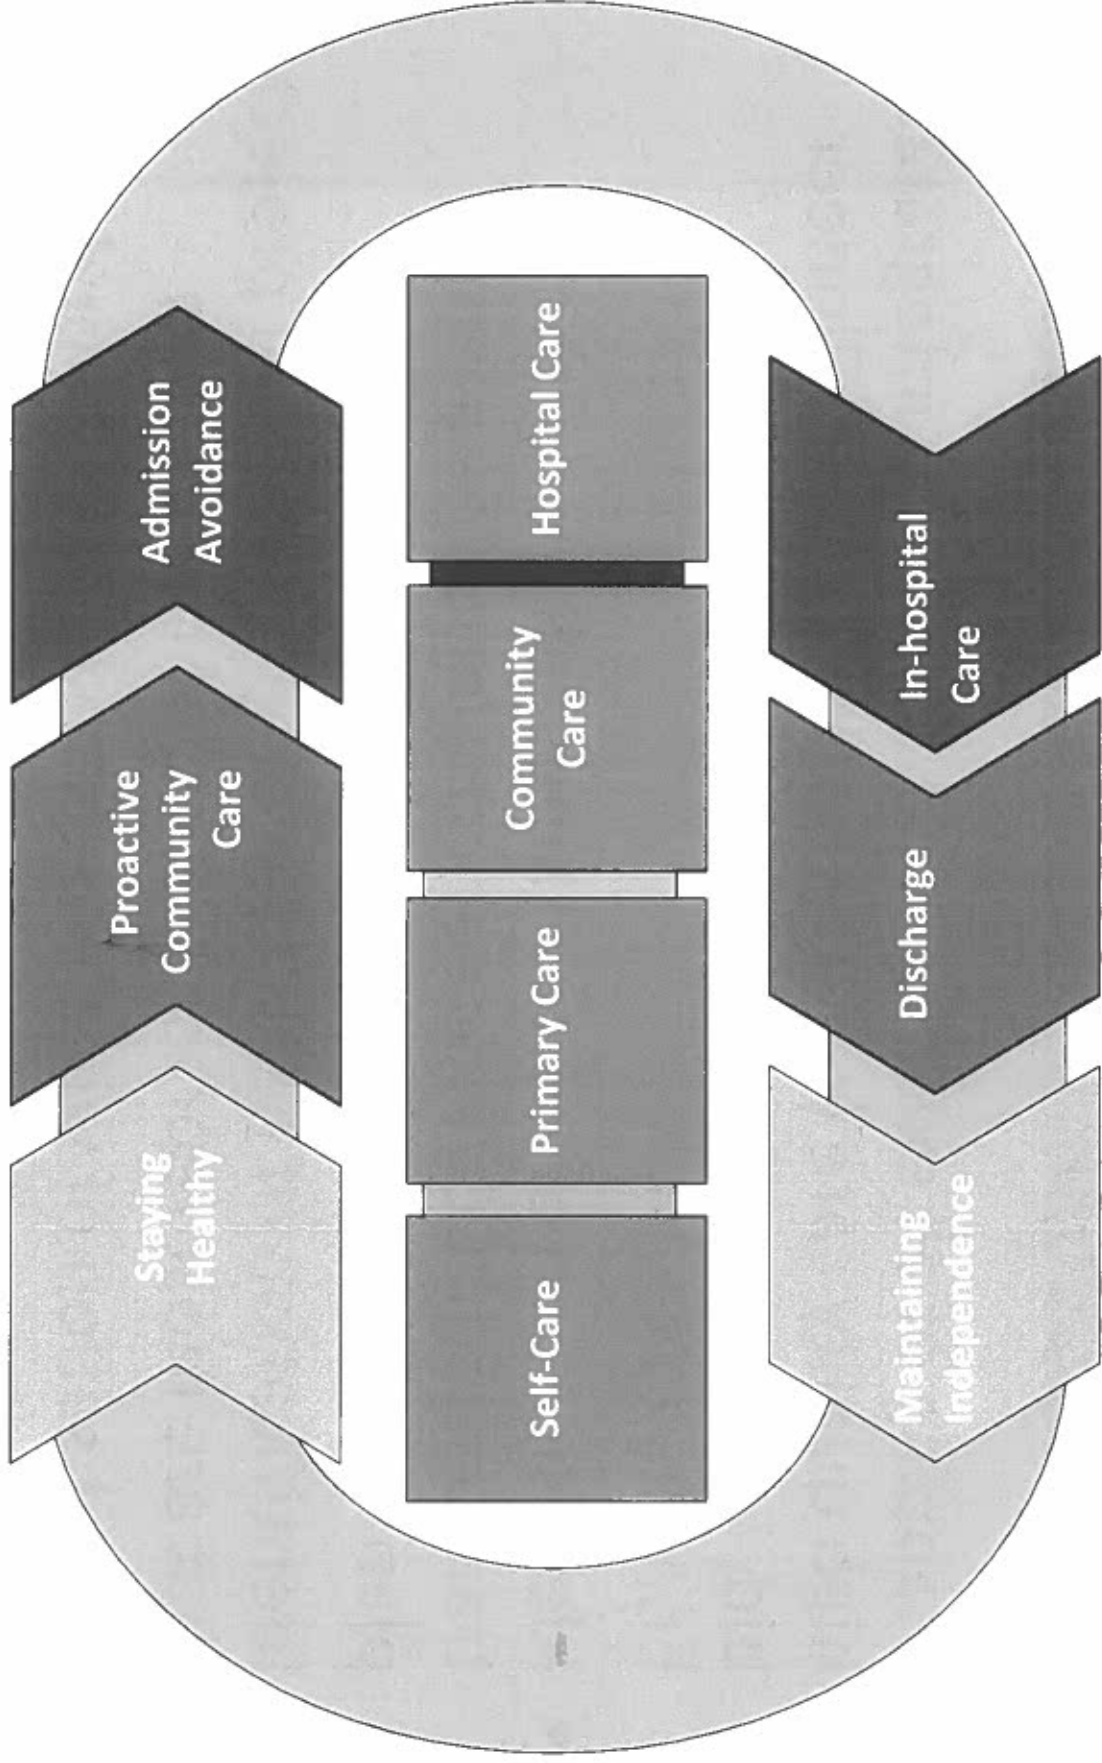 Staying
Healthy
Proactive
Community
Care
Admission
Avoidance
Self-Care
Primary Care
Community
Care
Hospital Care
Maintaining
Independence
Discharge
In-hospital
Care